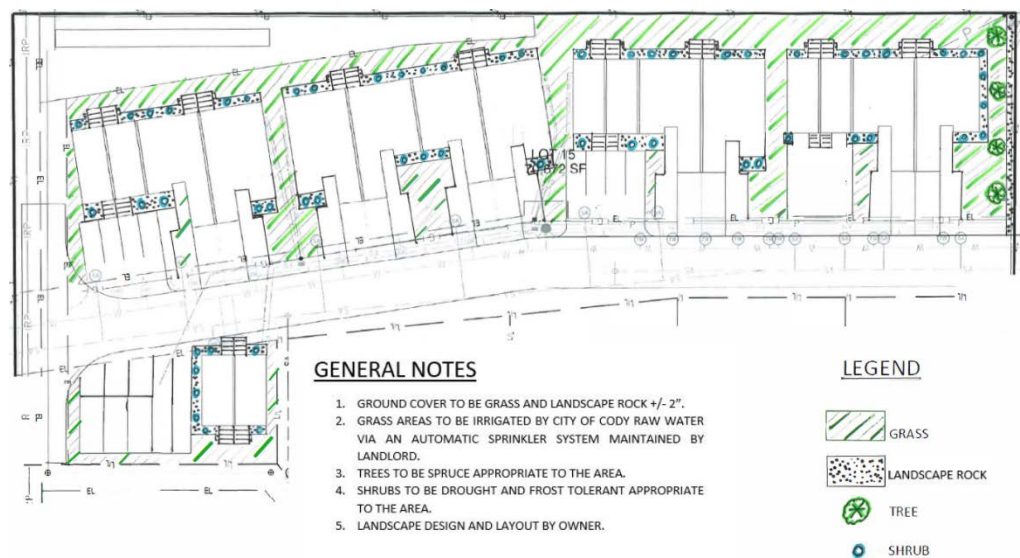 LOT 15
GENERAL NOTES
1. GROUND COVER TO BE GRASS AND LANDSCAPE ROCK +/- 2”.
2. GRASS AREAS TO BE IRRIGATED BY CITY OF CODY RAW WATER
VIA AN AUTOMATIC SPRINKLER SYSTEM MAINTAINED BY
LANDLORD.
3. TREES TO BE SPRUCE APPROPRIATE TO THE AREA.
4. SHRUBS TO BE DROUGHT AND FROST TOLERANT APPROPRIATE
TO THE AREA.
5. LANDSCAPE DESIGN AND LAYOUT BY OWNER.
LEGEND
GRASS
LANDSCAPE ROCK
TREE
SHRUB